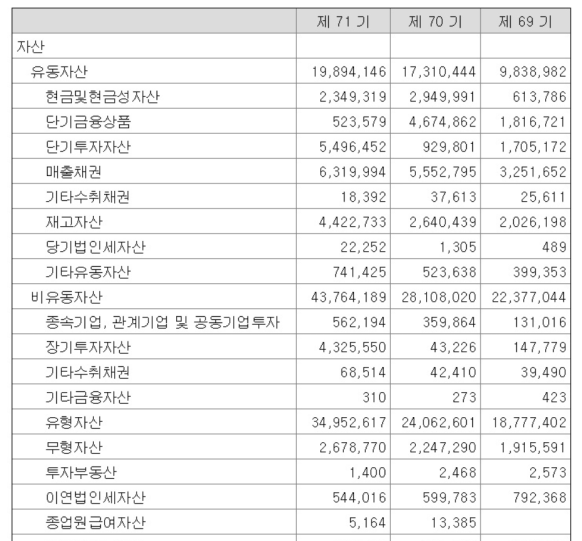 제 71 기 제 70 기 제 69 기
자산
유동자산 19,894,146 17,310,444 9,838,982
현금및현금성자산 2,349,319 2,949,991 613,786
단기금융상품 523,579 4,674,862 1,816,721
단기투자자산 5,496,452 929,801 1,705,172
매출채권 6,319,994 5,552,795 3,251,652
기타수취채권 18,392 37,613 25,611
재고자산 4,422,733 2,640,439 2,026,198
당기법인세자산 22,252 1,305 489
기타유동자산 741,425 523,638 399,353
비유동자산 43,764,189 28,108,020 22,377,044
종속기업, 관계기업 및 공동기업투자 562,194 359,864 131,016
장기투자자산 4,325,550 43,226 147,779
기타수취채권 68,514 42,410 39,490
기타금융자산 310 273 423
유형자산 34,952,617 24,062,601 18,777,402
무형자산 2,678,770 2,247,290 1,915,591
투자부동산 1,400 2,468 2,573
이연법인세자산 544,016 599,783 792,368
종업원급여자산 5,164 13,385